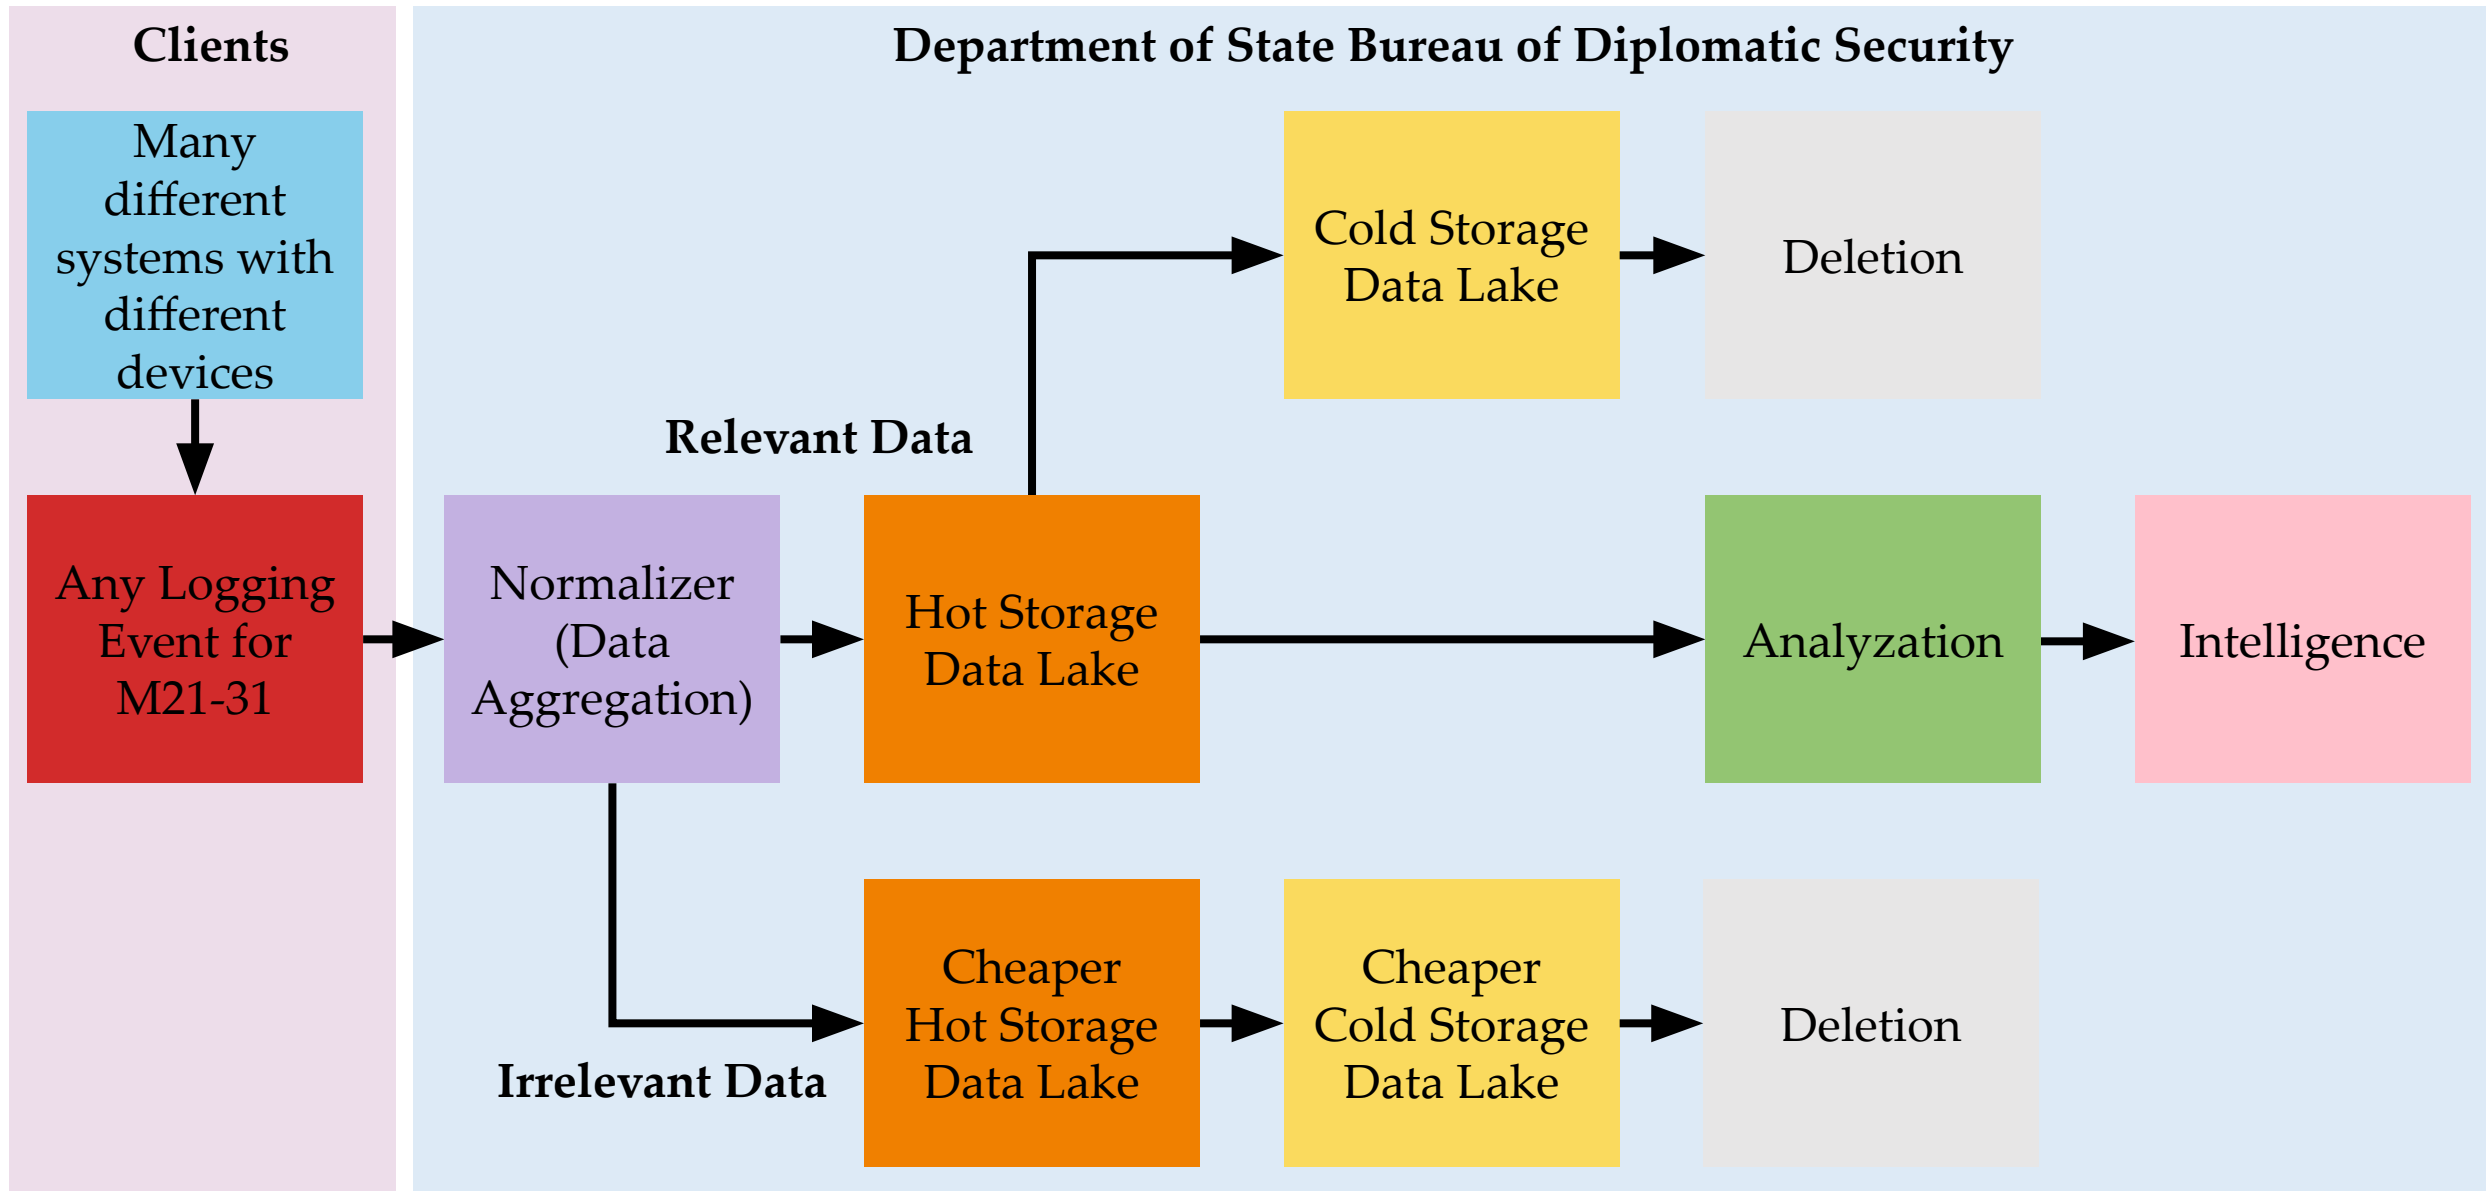 Clients
Department of State Bureau of Diplomatic Security
Many
different
systems with
different
devices
Cold Storage
Data Lake
Deletion
Relevant Data
Any Logging
Event for
M21-31
Normalizer
(Data
Aggregation)
Hot Storage
Data Lake
Analyzation
Intelligence
Irrelevant Data
Cheaper
Hot Storage
Data Lake
Cheaper
Cold Storage
Data Lake
Deletion